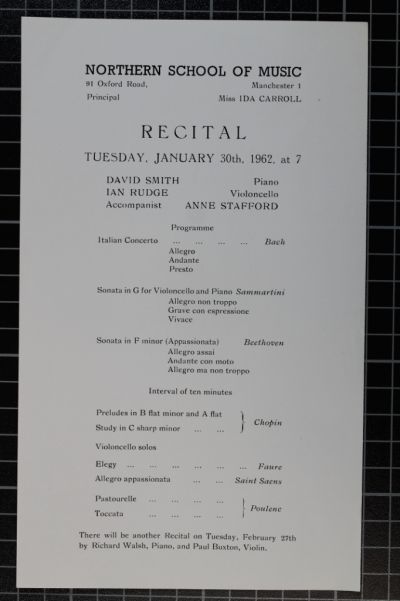 NORTHERN SCHOOL OF MUSIC
91 Oxford Road, Manchester 1
Principal Miss IDA CARROLL
RECITAL
TUESDAY, JANUARY 30th, 1962, at 7
DAVID SMITH Piano
IAN RUDGE Violoncello
Accompanist ANNE STAFFORD
Programme
Italian Concerto ... ... ... ... Bach
Allegro
Andante
Presto
Sonata in G for Violoncello and Piano Sammartini
Allegro non troppo
Grave con espressione
Vivace
Sonata in F minor (Appassionata) Beethoven
Allegro assai
Andante con moto
Allegro ma non troppo
Interval of ten minutes
Preludes in B flat minor and A flat
Study in C sharp minor ... ... } Chopin
Violoncello solos
Elegy ... ... ... ... ... ... Faure
Allegro appassionata ... ... Saint Saens
Pastourelle ... ... ... ...
Toccata ... ... ... ... } Poulenc
There will be another Recital on Tuesday, February 27th
by Richard Walsh, Piano, and Paul Buxton, Violin.